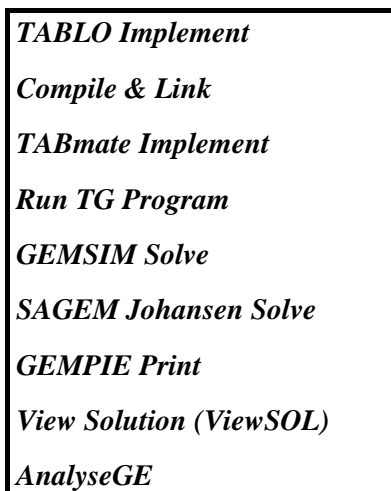 TABLO Implement
Compile & Link
TABmate Implement
Run TG Program
GEMSIM Solve
SAGEM Johansen Solve
GEMPIE Print
View Solution (ViewSOL)
AnalyseGE